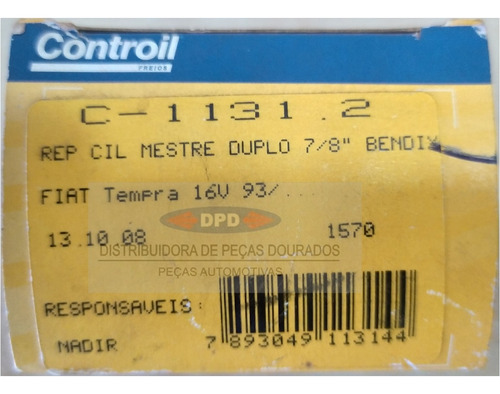 Controil
FREIOS
C-1131.2
REP CIL MESTRE DUPLO 7/8" BENDIX
FIAT Tempra 16V 93/......
DPD
13.10.08 1570
DISTRIBUIDORA DE PEÇAS DOURADOS
PEÇAS AUTOMOTIVAS
RESPONSAVEIS:
NADIR
7 893049 113144